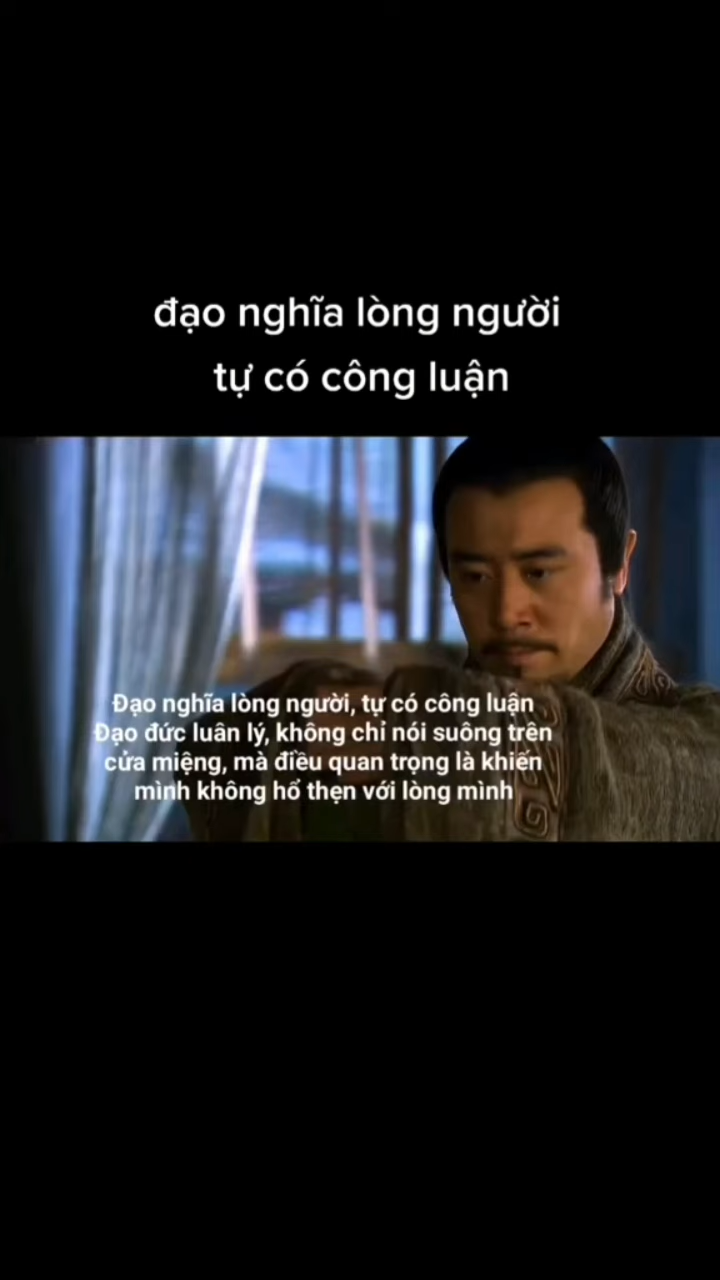 đạo nghĩa lòng người
tự có công luận
Đạo nghĩa lòng người, tự có công luận
Đạo đức luân lý, không chỉ nói suông trên
cửa miệng, mà điều quan trọng là khiến
mình không hổ thẹn với lòng mình